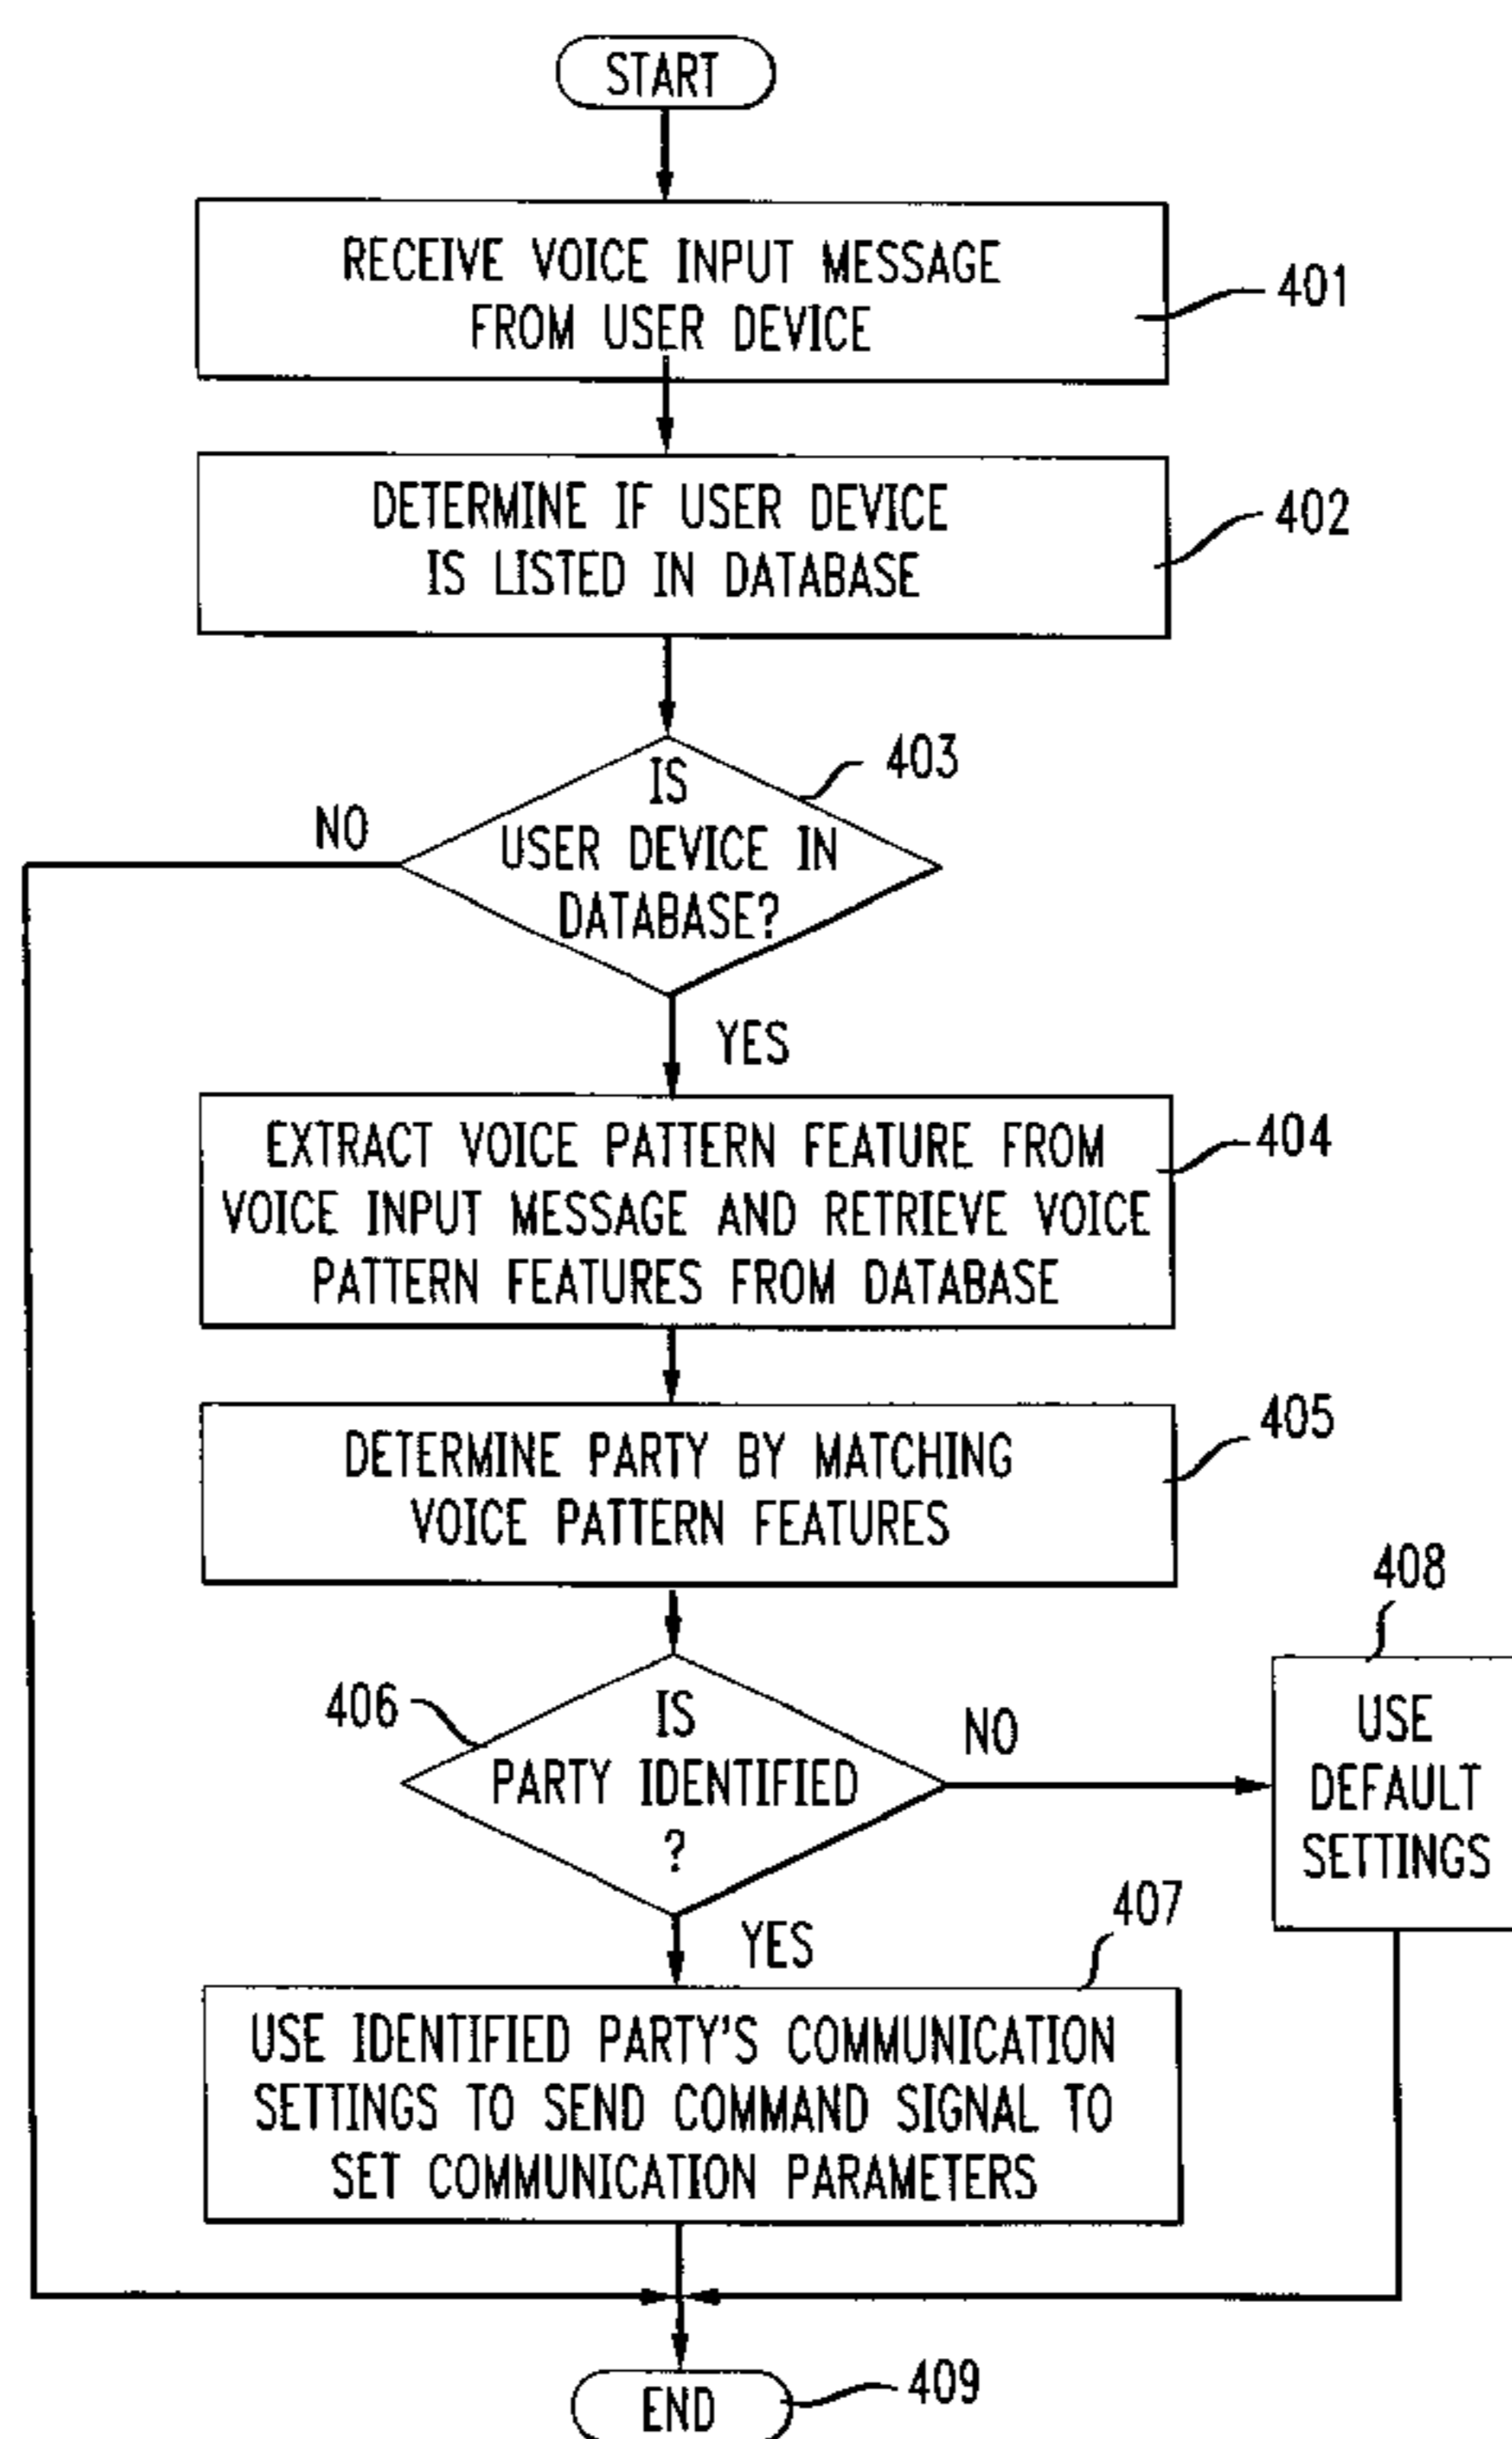 START
RECEIVE VOICE INPUT MESSAGE
FROM USER DEVICE
401
DETERMINE IF USER DEVICE
IS LISTED IN DATABASE
402
403
IS
USER DEVICE IN
DATABASE?
NO
YES
EXTRACT VOICE PATTERN FEATURE FROM
VOICE INPUT MESSAGE AND RETRIEVE VOICE
PATTERN FEATURES FROM DATABASE
404
DETERMINE PARTY BY MATCHING
VOICE PATTERN FEATURES
405
406
IS
PARTY IDENTIFIED
?
NO
408
USE
DEFAULT
SETTINGS
YES
407
USE IDENTIFIED PARTY'S COMMUNICATION
SETTINGS TO SEND COMMAND SIGNAL TO
SET COMMUNICATION PARAMETERS
END
409